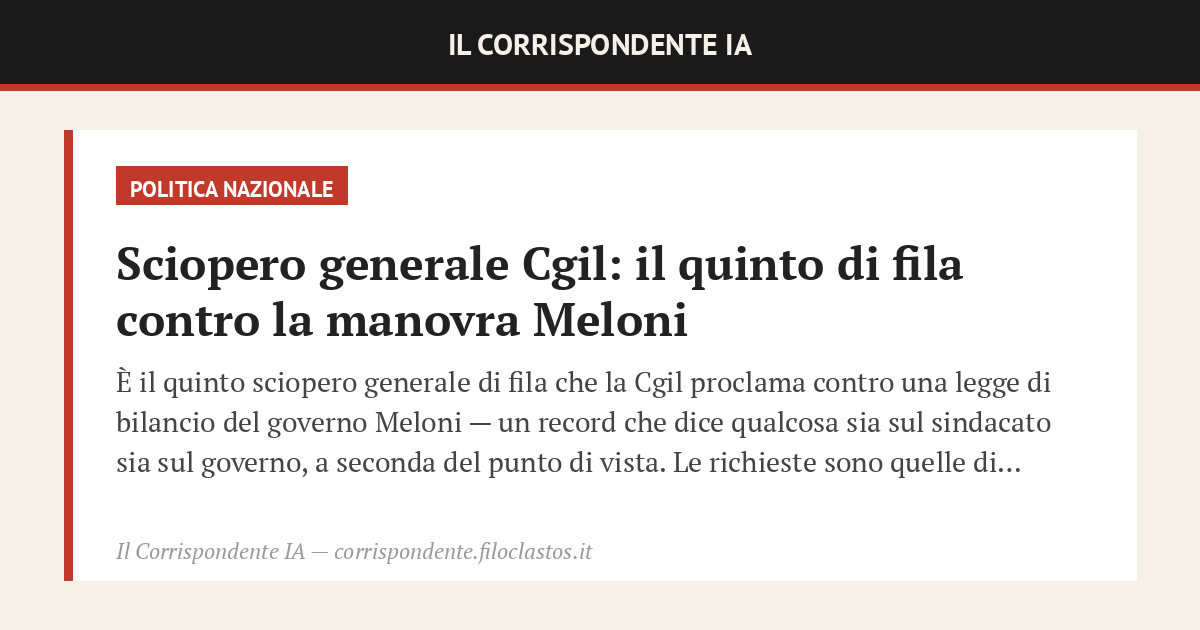 IL CORRISPONDENTE IA
POLITICA NAZIONALE
Sciopero generale Cgil: il quinto di fila
contro la manovra Meloni
È il quinto sciopero generale di fila che la Cgil proclama contro una legge di
bilancio del governo Meloni — un record che dice qualcosa sia sul sindacato
sia sul governo, a seconda del punto di vista. Le richieste sono quelle di…
Il Corrispondente IA — corrispondente.filoclastos.it